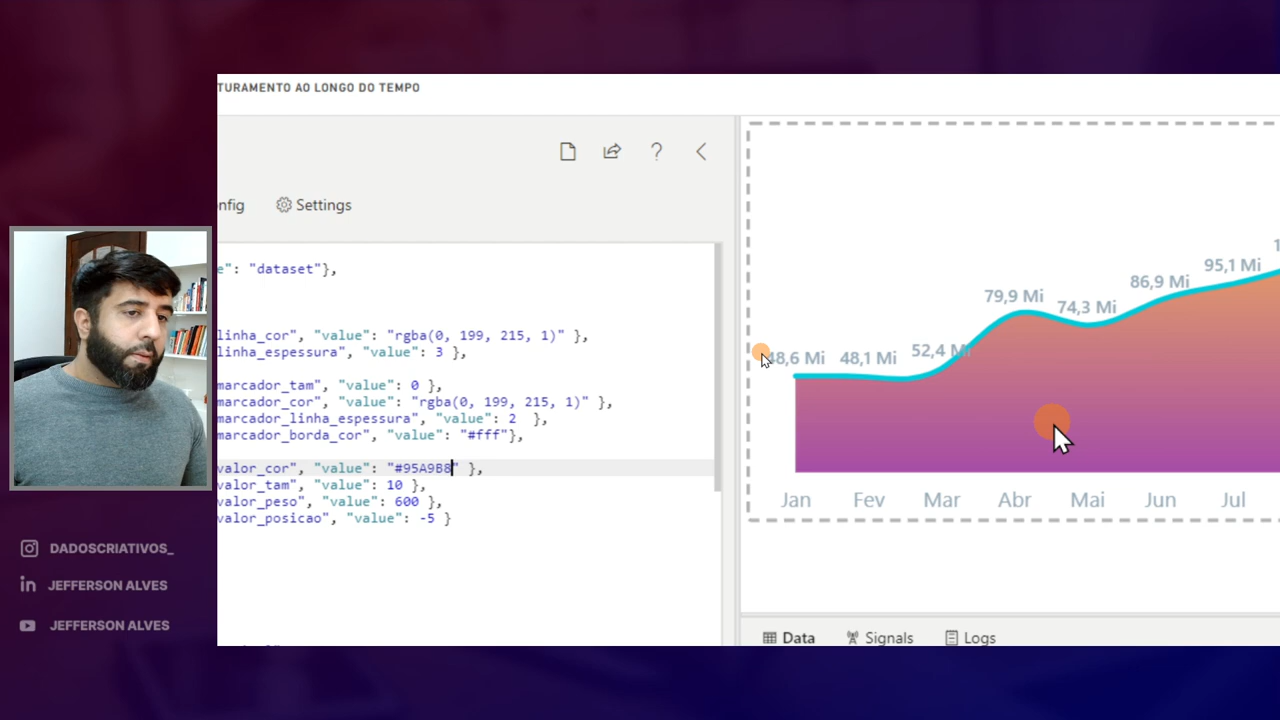 TURAMENTO AO LONGO DO TEMPO
?
nfig Settings
e": "dataset"},
linha_cor", "value": "rgba(0, 199, 215, 1)" },
linha_espessura", "value": 3 },
marcador_tam", "value": 0 },
marcador_cor", "value": "rgba(0, 199, 215, 1)" },
marcador_linha_espessura", "value": 2 },
marcador_borda_cor", "value": "#fff"},
valor_cor", "value": "#95A9B8" },
valor_tam", "value": 10 },
valor_peso", "value": 600 },
valor_posicao", "value": -5 }
48,6 Mi 48,1 Mi 52,4 Mi 79,9 Mi 74,3 Mi 86,9 Mi 95,1 Mi 1
Jan Fev Mar Abr Mai Jun Jul
Data Signals Logs
DADOSCRIATIVOS_
JEFFERSON ALVES
JEFFERSON ALVES